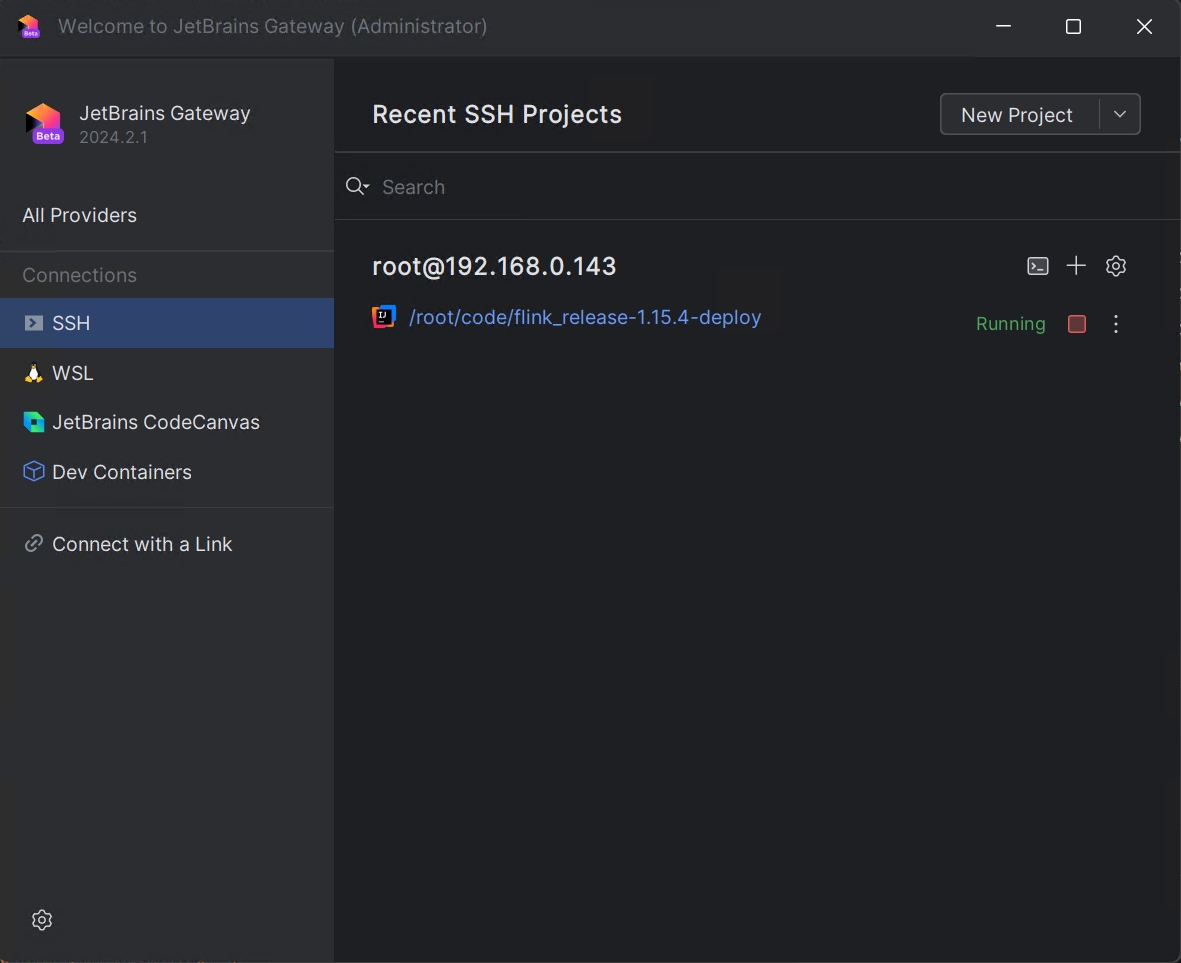 Welcome to JetBrains Gateway (Administrator)
JetBrains Gateway
Beta
2024.2.1
All Providers
Connections
SSH
WSL
JetBrains CodeCanvas
Dev Containers
Connect with a Link
Recent SSH Projects
New Project
Search
root@192.168.0.143
/root/code/flink_release-1.15.4-deploy
Running